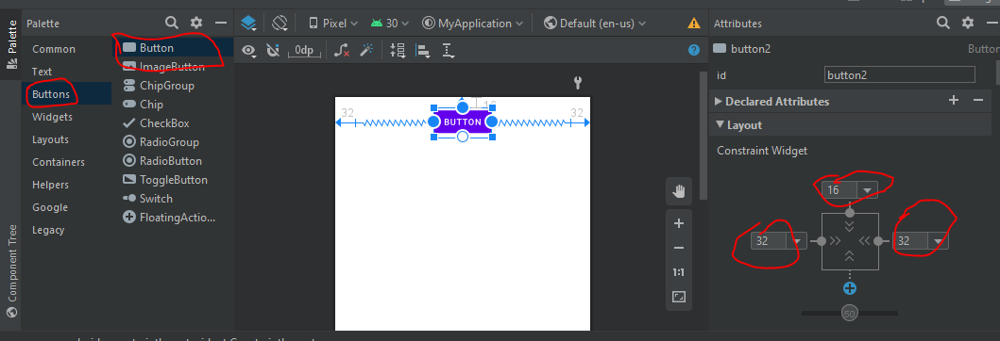 Palette
Palette
Pixel
30
MyApplication
Default (en-us)
Attributes
Common
Button
0dp
button2
Button
Text
ImageButton
id
button2
Buttons
ChipGroup
Declared Attributes
Widgets
Chip
32
16
32
Layout
BUTTON
Layouts
CheckBox
Constraint Widget
Containers
RadioGroup
Helpers
RadioButton
16
Google
ToggleButton
Legacy
Switch
FloatingActio...
32
32
1:1
Component Tree
50